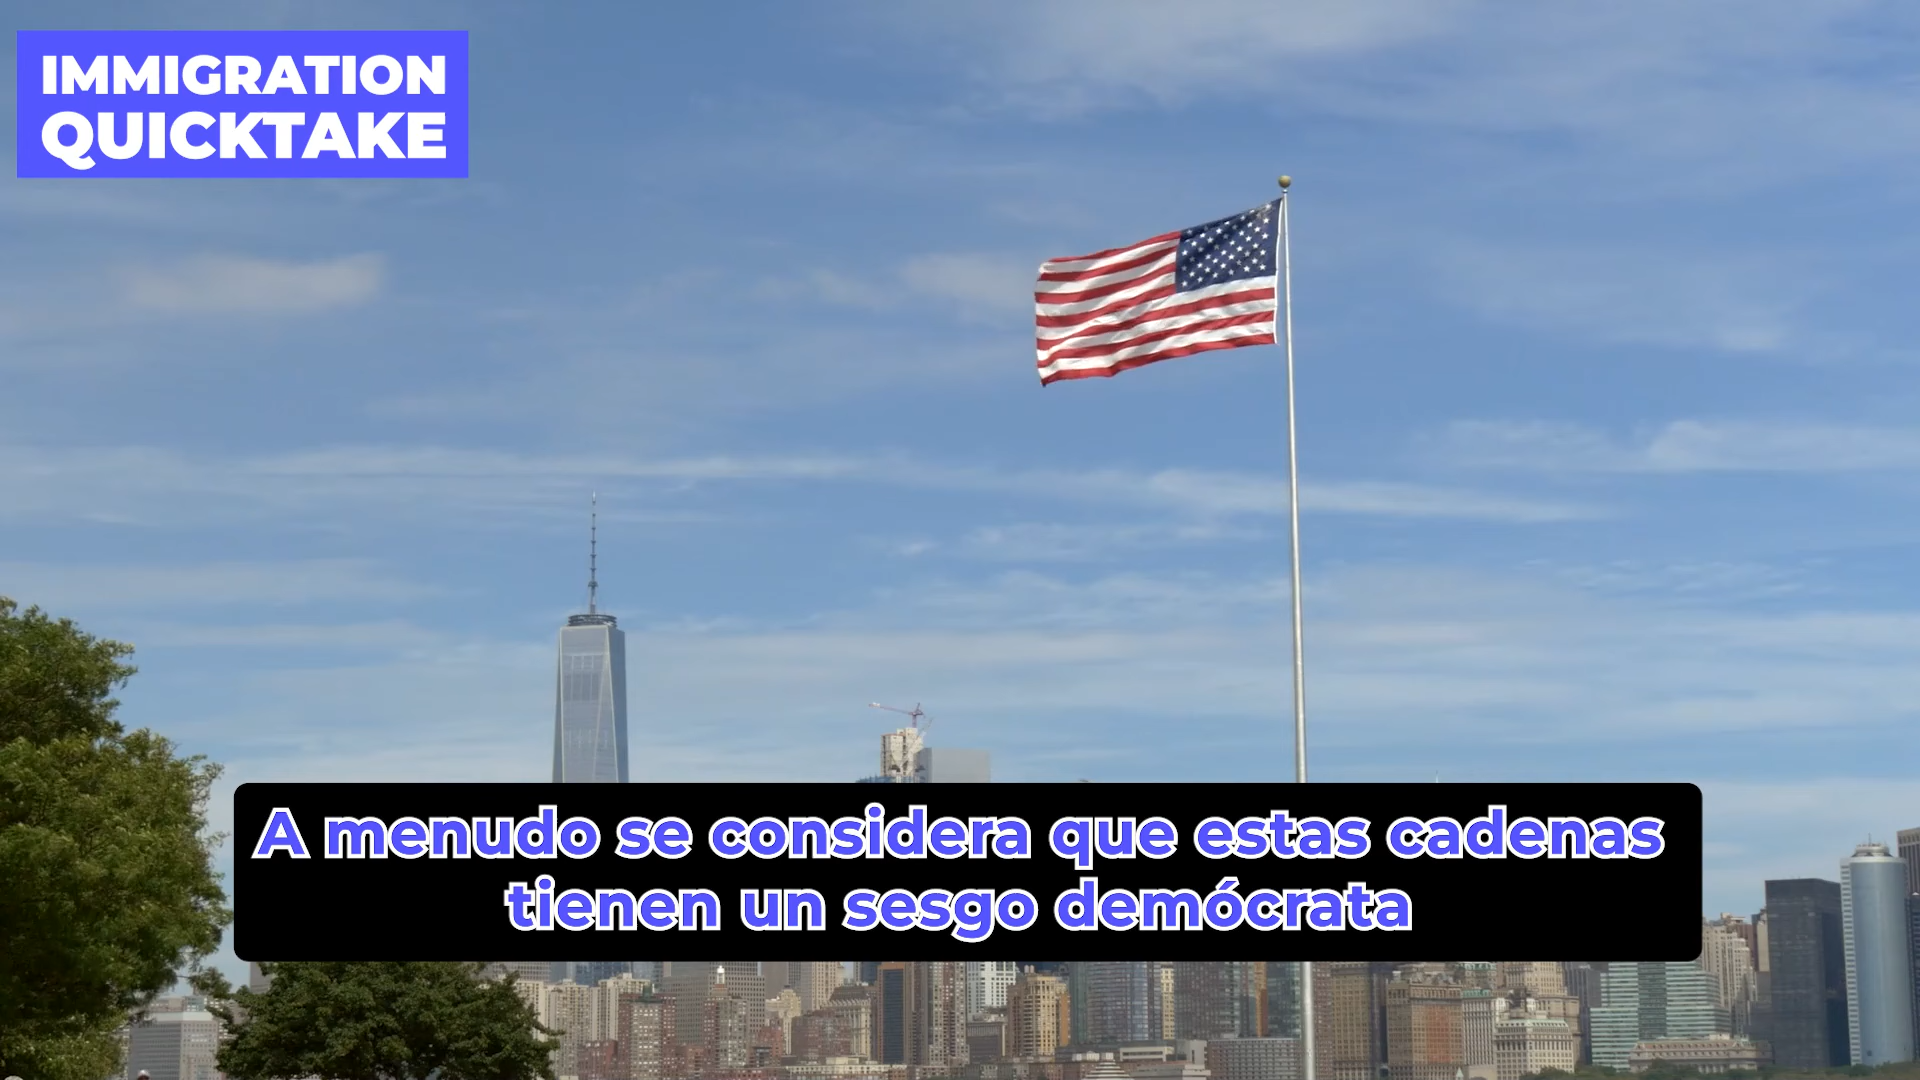 IMMIGRATION
QUICKTAKE
A menudo se considera que estas cadenas
tienen un sesgo demócrata